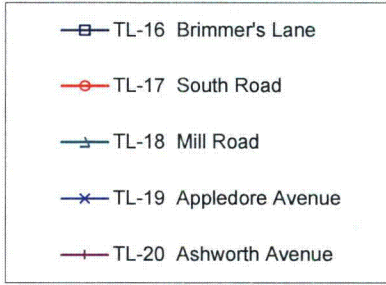 TL-16 Brimmer's Lane
TL-17 South Road
TL-18 Mill Road
TL-19 Appledore Avenue
TL-20 Ashworth Avenue